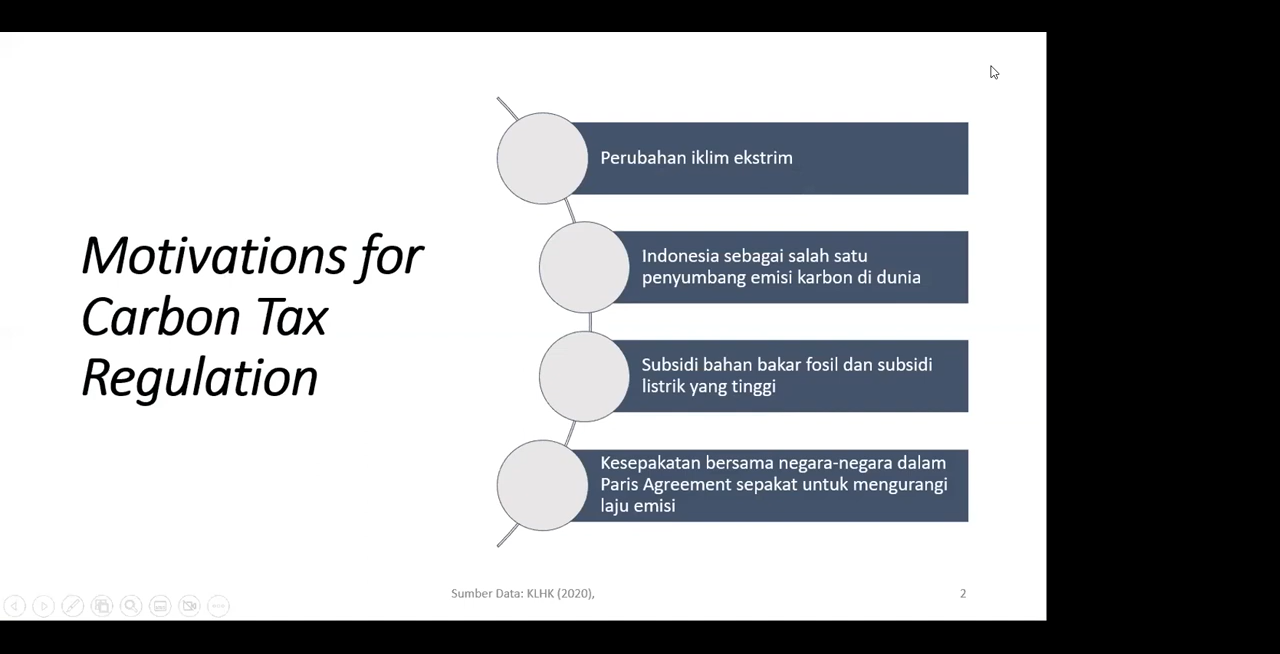 Motivations for
Carbon Tax
Regulation
Perubahan iklim ekstrim
Indonesia sebagai salah satu
penyumbang emisi karbon di dunia
Subsidi bahan bakar fosil dan subsidi
listrik yang tinggi
Kesepakatan bersama negara-negara dalam
Paris Agreement sepakat untuk mengurangi
laju emisi
Sumber Data: KLHK (2020),
2